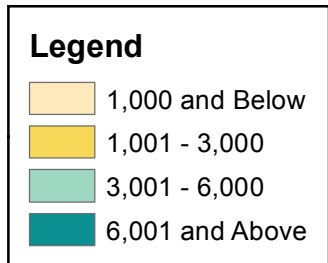 Legend
1,000 and Below
1,001 - 3,000
3,001 - 6,000
6,001 and Above